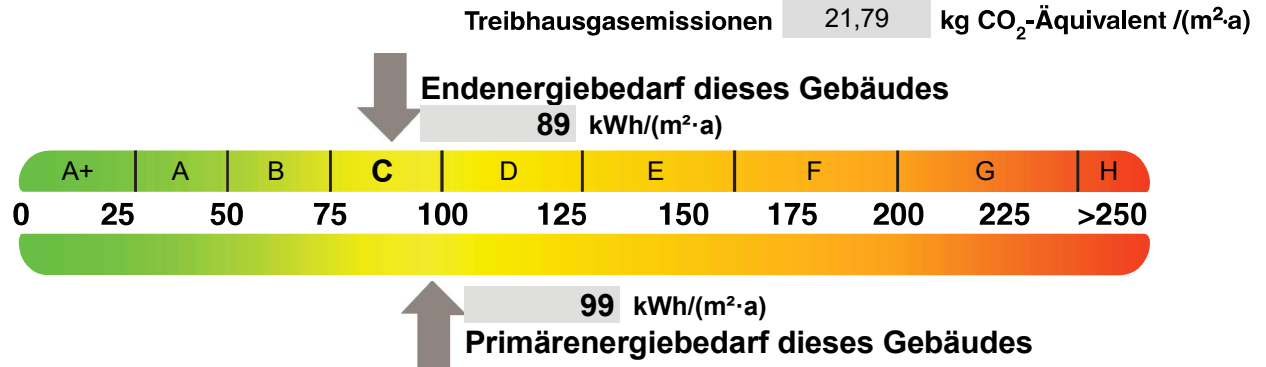 Treibhausgasemissionen 21,79 kg CO₂-Äquivalent /(m²·a)
Endenergiebedarf dieses Gebäudes
89 kWh/(m²·a)
A+ A B C D E F G H
0 25 50 75 100 125 150 175 200 225 >250
99 kWh/(m²·a)
Primärenergiebedarf dieses Gebäudes